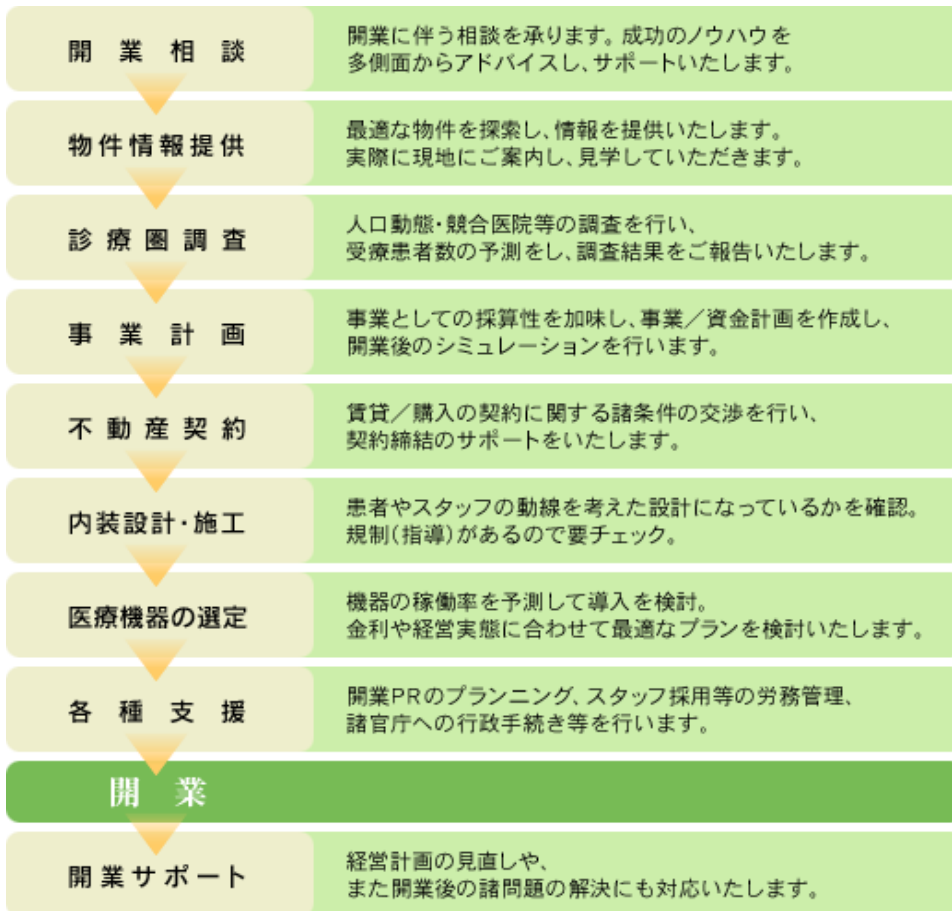 開業相談
開業に伴う相談を承ります。成功のノウハウを
多側面からアドバイスし、サポートいたします。
物件情報提供
最適な物件を探索し、情報を提供いたします。
実際に現地にご案内し、見学していただきます。
診療圏調査
人口動態・競合医院等の調査を行い、
受療患者数の予測をし、調査結果をご報告いたします。
事業計画
事業としての採算性を加味し、事業／資金計画を作成し、
開業後のシミュレーションを行います。
不動産契約
賃貸／購入の契約に関する諸条件の交渉を行い、
契約締結のサポートをいたします。
内装設計・施工
患者やスタッフの動線を考えた設計になっているかを確認。
規制（指導）があるので要チェック。
医療機器の選定
機器の稼働率を予測して導入を検討。
金利や経営実態に合わせて最適なプランを検討いたします。
各種支援
開業PRのプランニング、スタッフ採用等の労務管理、
諸官庁への行政手続き等を行います。
開業
開業サポート
経営計画の見直しや、
また開業後の諸問題の解決にも対応いたします。